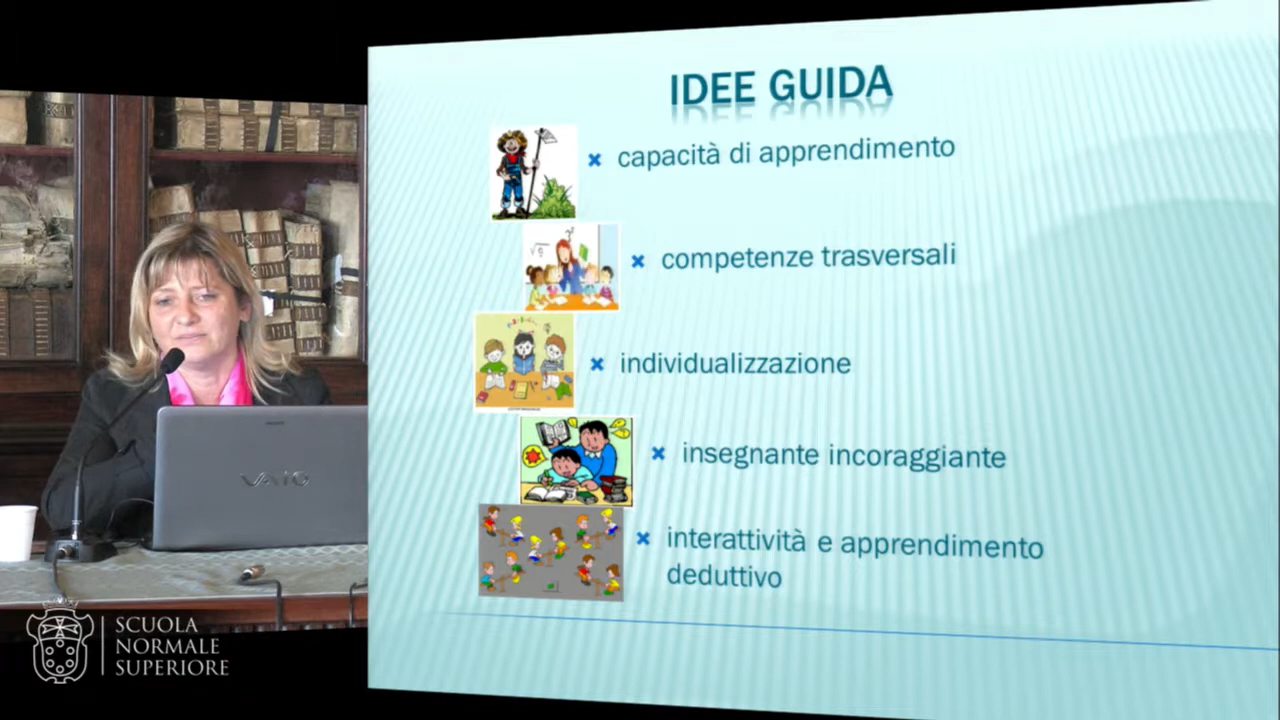 IDEE GUIDA
capacità di apprendimento
competenze trasversali
individualizzazione
insegnante incoraggiante
interattività e apprendimento
deduttivo
VAIO
SCUOLA
NORMALE
SUPERIORE